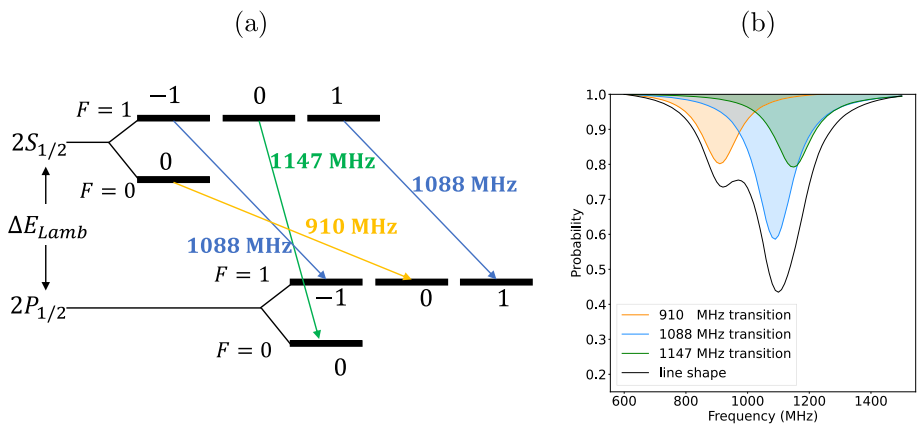 (a)
(b)
−1
0
1
F = 1
2S1/2
0
F = 0
1147 MHz
1088 MHz
910 MHz
1088 MHz
ΔELamb
F = 1
−1
0
1
2P1/2
F = 0
0
1.0
0.9
0.8
0.7
0.6
0.5
0.4
0.3
0.2
Probability
910 MHz transition
1088 MHz transition
1147 MHz transition
line shape
600 800 1000 1200 1400
Frequency (MHz)